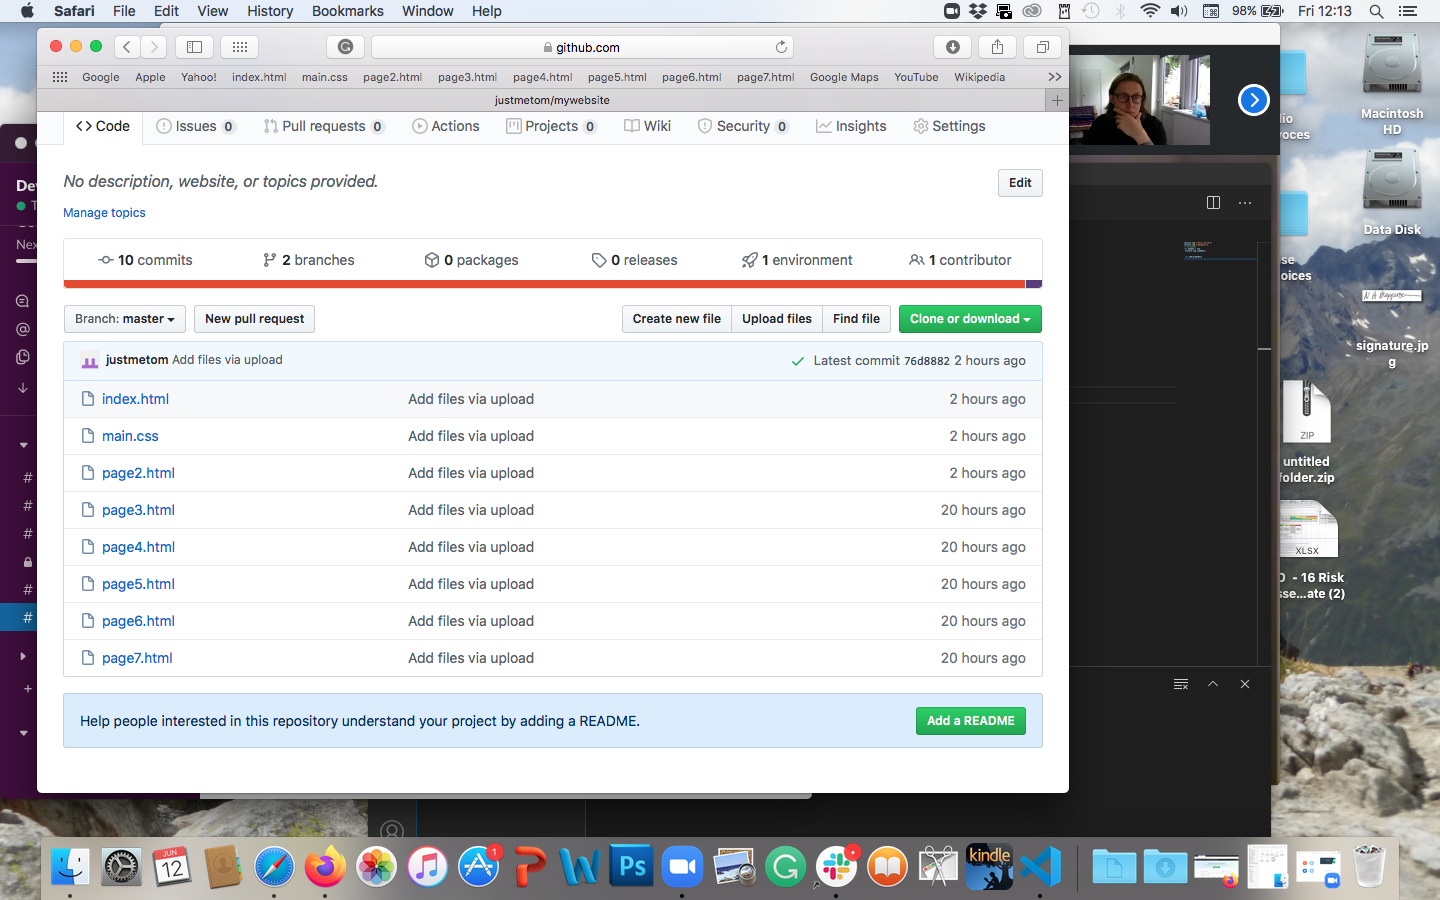 Safari File Edit View History Bookmarks Window Help 98% Fri 12:13
github.com
Google Apple Yahoo! index.html main.css page2.html page3.html page4.html page5.html page6.html page7.html Google Maps YouTube Wikipedia
justmetom/mywebsite
Code Issues 0 Pull requests 0 Actions Projects 0 Wiki Security 0 Insights Settings
No description, website, or topics provided.
Edit
Manage topics
10 commits 2 branches 0 packages 0 releases 1 environment 1 contributor
Branch: master New pull request Create new file Upload files Find file Clone or download
justmetom Add files via upload Latest commit 76d8882 2 hours ago
index.html Add files via upload 2 hours ago
main.css Add files via upload 2 hours ago
page2.html Add files via upload 2 hours ago
page3.html Add files via upload 20 hours ago
page4.html Add files via upload 20 hours ago
page5.html Add files via upload 20 hours ago
page6.html Add files via upload 20 hours ago
page7.html Add files via upload 20 hours ago
Help people interested in this repository understand your project by adding a README. Add a README
De
T
Nex
Macintosh
HD
lio
voces
Data Disk
se
oices
signature.jp
g
ZIP
untitled
folder.zip
XLSX
- 16 Risk
sse...ate (2)
JUN
12
1
Ps
kindle